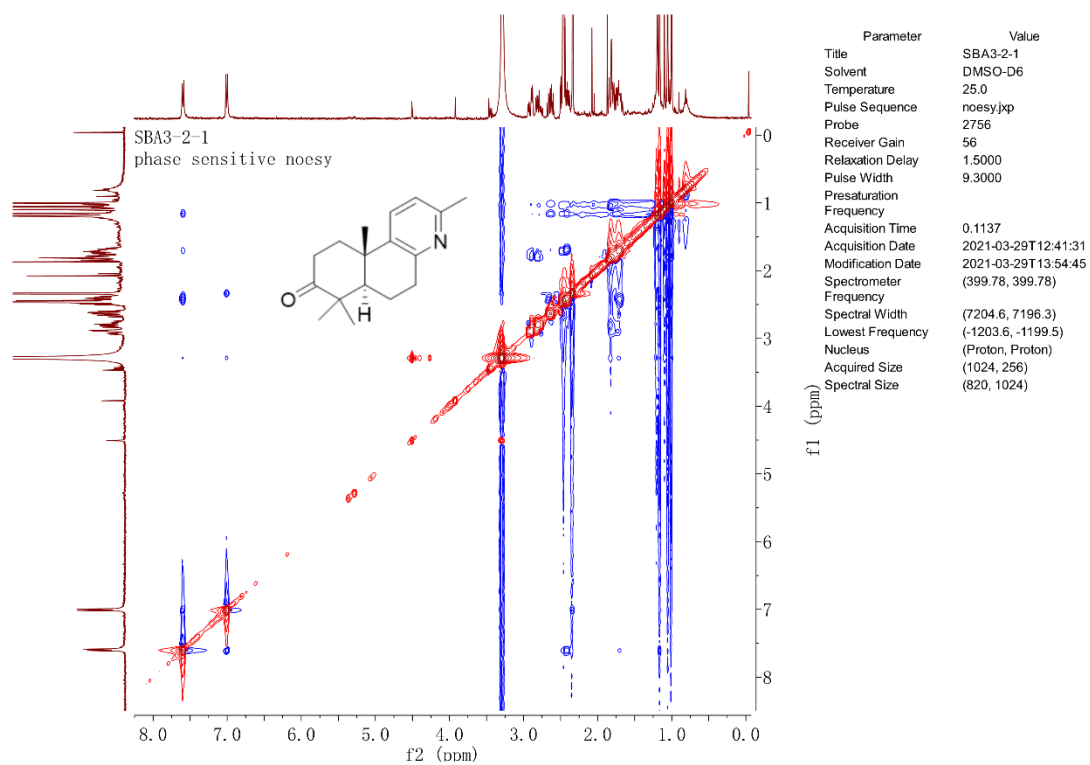 SBA3-2-1
phase sensitive noesy
O
H
N
0
1
2
3
4
5
6
7
8
f1 (ppm)
8.0 7.0 6.0 5.0 4.0 3.0 2.0 1.0 0.0
f2 (ppm)
Parameter Value
Title SBA3-2-1
Solvent DMSO-D6
Temperature 25.0
Pulse Sequence noesy.jxp
Probe 2756
Receiver Gain 56
Relaxation Delay 1.5000
Pulse Width 9.3000
Presaturation
Frequency
Acquisition Time 0.1137
Acquisition Date 2021-03-29T12:41:31
Modification Date 2021-03-29T13:54:45
Spectrometer (399.78, 399.78)
Frequency
Spectral Width (7204.6, 7196.3)
Lowest Frequency (-1203.6, -1199.5)
Nucleus (Proton, Proton)
Acquired Size (1024, 256)
Spectral Size (820, 1024)